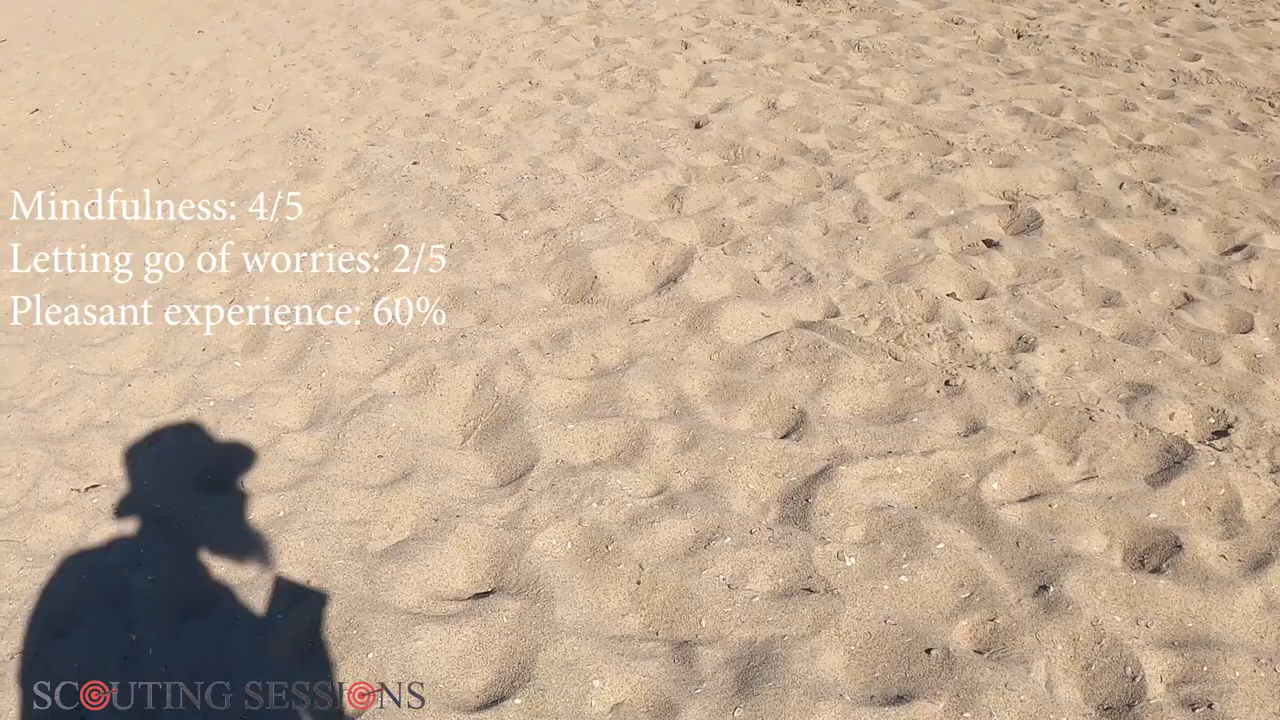 Mindfulness: 4/5
Letting go of worries: 2/5
Pleasant experience: 60%
SCOUTING SESSIONS